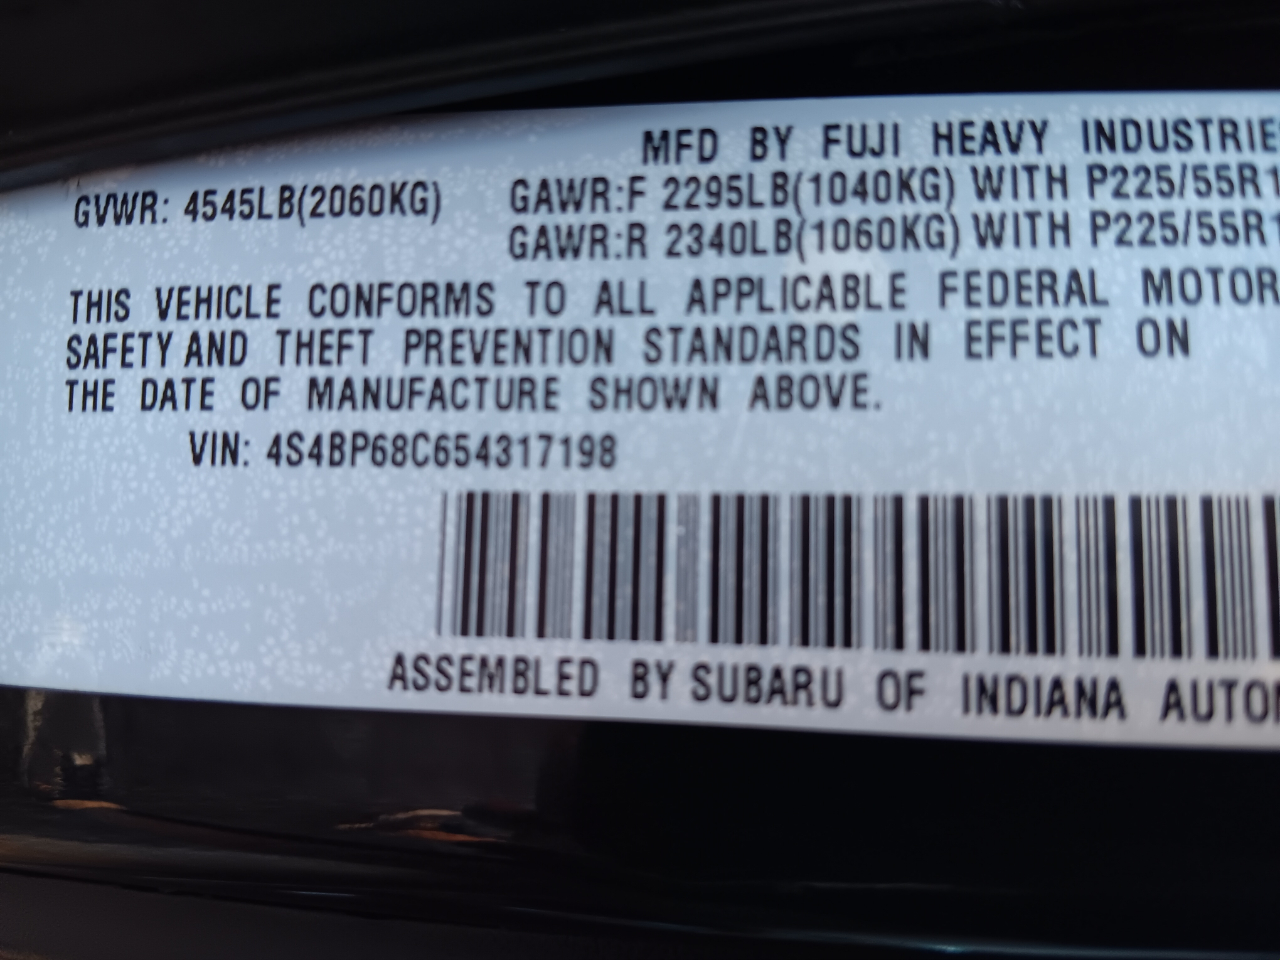 MFD BY FUJI HEAVY INDUSTRIE
GVWR: 4545LB(2060KG) GAWR:F 2295LB(1040KG) WITH P225/55R1
GAWR:R 2340LB(1060KG) WITH P225/55R1
THIS VEHICLE CONFORMS TO ALL APPLICABLE FEDERAL MOTOR
SAFETY AND THEFT PREVENTION STANDARDS IN EFFECT ON
THE DATE OF MANUFACTURE SHOWN ABOVE.
VIN: 4S4BP68C654317198
ASSEMBLED BY SUBARU OF INDIANA AUTO